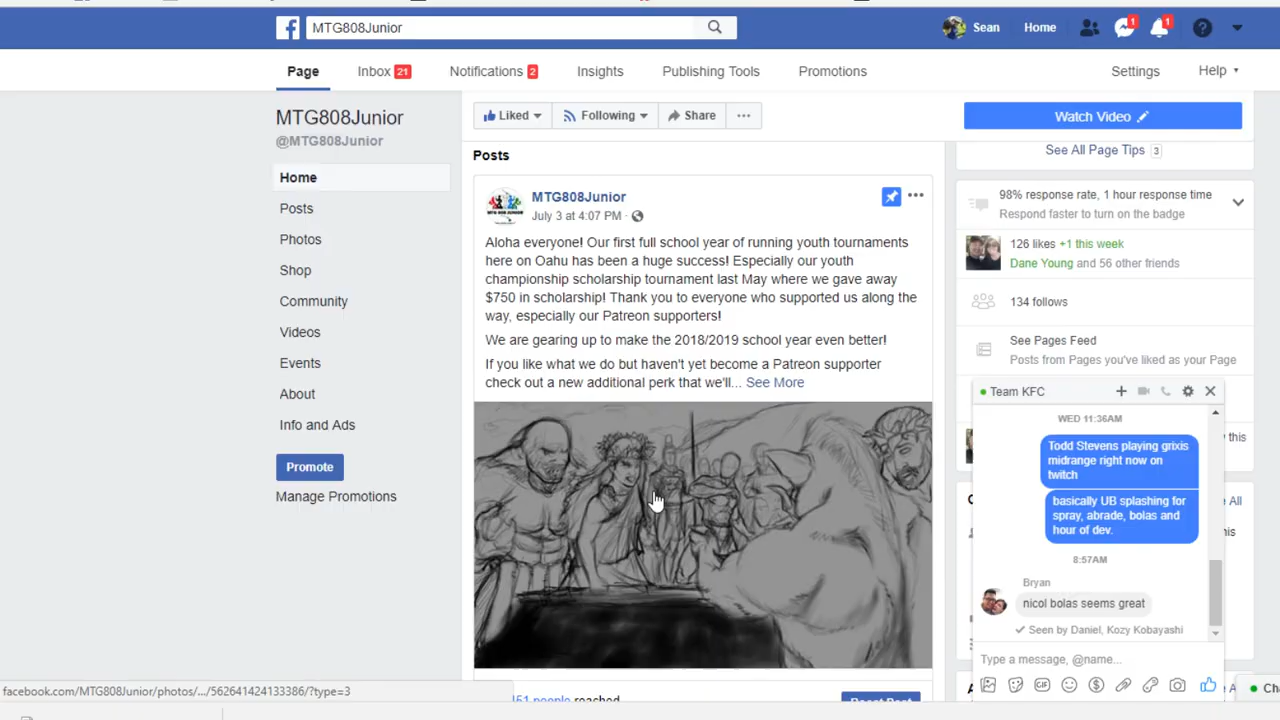 MTG808Junior
Sean
Home
1
1
Page
Inbox 21
Notifications 2
Insights
Publishing Tools
Promotions
Settings
Help
MTG808Junior
@MTG808Junior
Home
Posts
Photos
Shop
Community
Videos
Events
About
Info and Ads
Promote
Manage Promotions
Liked
Following
Share
Watch Video
Posts
MTG808Junior
July 3 at 4:07 PM ·
Aloha everyone! Our first full school year of running youth tournaments
here on Oahu has been a huge success! Especially our youth
championship scholarship tournament last May where we gave away
$750 in scholarship! Thank you to everyone who supported us along the
way, especially our Patreon supporters!
We are gearing up to make the 2018/2019 school year even better!
If you like what we do but haven't yet become a Patreon supporter
check out a new additional perk that we'll... See More
people reached
See All Page Tips 3
98% response rate, 1 hour response time
Respond faster to turn on the badge
126 likes +1 this week
Dane Young and 56 other friends
134 follows
See Pages Feed
Posts from Pages you've liked as your Page
this
All
his
Team KFC
WED 11:36AM
Todd Stevens playing grixis
midrange right now on
twitch
basically UB splashing for
spray, abrade, bolas and
hour of dev.
8:57AM
Bryan
nicol bolas seems great
Seen by Daniel, Kozy Kobayashi
Type a message, @name...
GIF
facebook.com/MTG808Junior/photos/.../562641424133386/?type=3